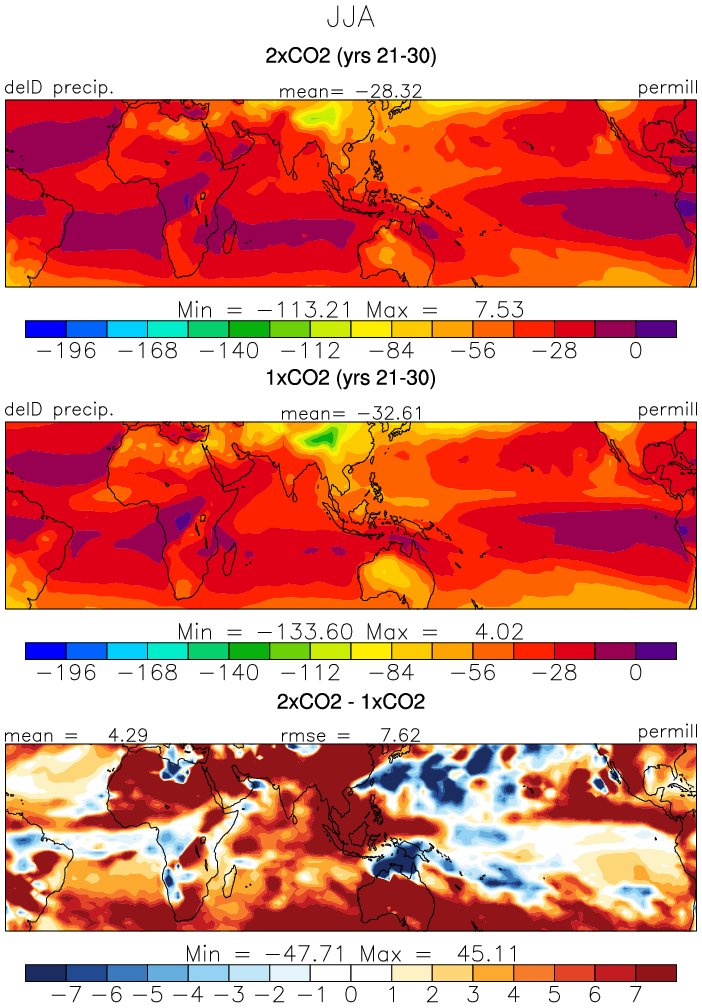 JJA
2xCO2 (yrs 21-30)
delD precip. mean= −28.32 permill
Min = −113.21 Max = 7.53
−196 −168 −140 −112 −84 −56 −28 0
1xCO2 (yrs 21-30)
delD precip. mean= −32.61 permill
Min = −133.60 Max = 4.02
−196 −168 −140 −112 −84 −56 −28 0
2xCO2 - 1xCO2
mean = 4.29 rmse = 7.62 permill
Min = −47.71 Max = 45.11
−7 −6 −5 −4 −3 −2 −1 0 1 2 3 4 5 6 7